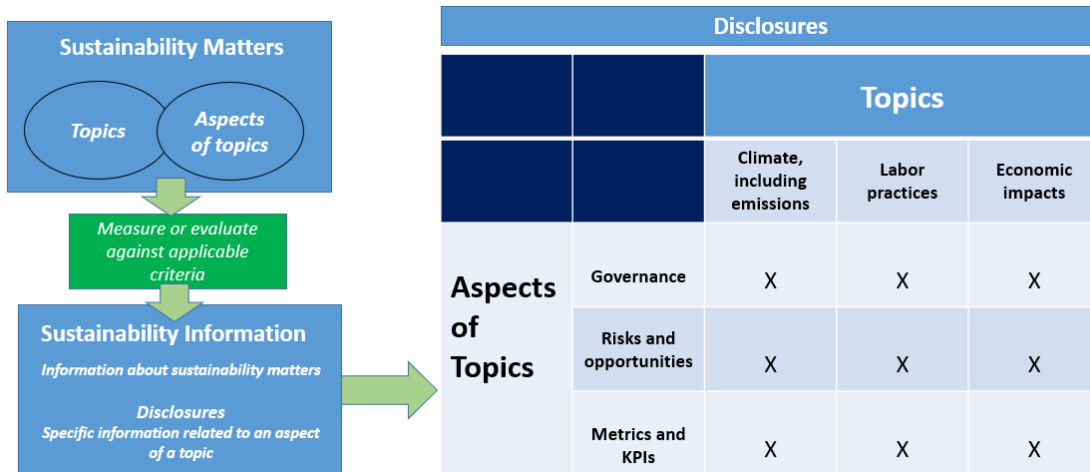 Sustainability Matters
Topics
Aspects
of topics
Measure or evaluate
against applicable
criteria
Sustainability Information
Information about sustainability matters
Disclosures
Specific information related to an aspect
of a topic
Disclosures
Topics
Climate,
including
emissions
Labor
practices
Economic
impacts
Aspects
of
Topics
Governance
X X X
Risks and
opportunities
X X X
Metrics and
KPIs
X X X